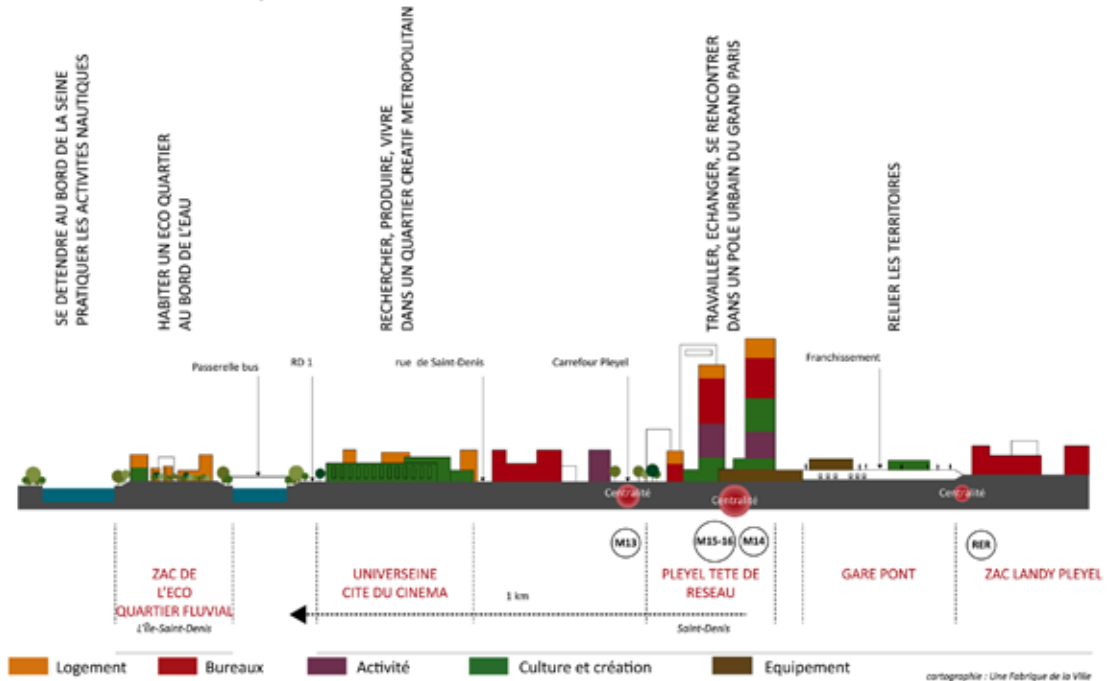 SE DETENDRE AU BORD DE LA SEINE
PRATIQUER LES ACTIVITES NAUTIQUES
HABITER UN ECO QUARTIER
AU BORD DE L'EAU
RECHERCHER, PRODUIRE, VIVRE
DANS UN QUARTIER CREATIF METROPOLITAIN
TRAVAILLER, ECHANGER, SE RENCONTRER
DANS UN POLE URBAIN DU GRAND PARIS
RELIER LES TERRITOIRES
Passerelle bus
RD 1
rue de Saint-Denis
Carrefour Pleyel
Franchissement
Centralité
Centralité
Centralité
M13
M15-16
M14
RER
ZAC DE
L'ECO
QUARTIER FLUVIAL
L'Île-Saint-Denis
UNIVERSEINE
CITE DU CINEMA
1 km
PLEYEL TETE DE
RESEAU
Saint-Denis
GARE PONT
ZAC LANDY PLEYEL
Logement
Bureaux
Activité
Culture et création
Equipement
cartographie : Une Fabrique de la Ville